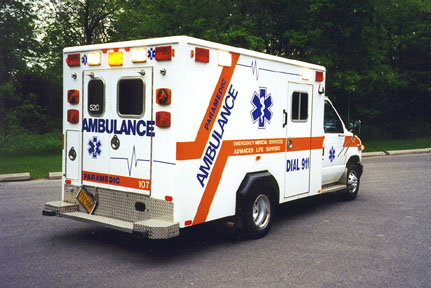 520
AMBULANCE
PARAMEDIC
107
PARAMEDIC
AMBULANCE
EMERGENCY MEDICAL SERVICES
ADVANCED LIFE SUPPORT
DIAL 911